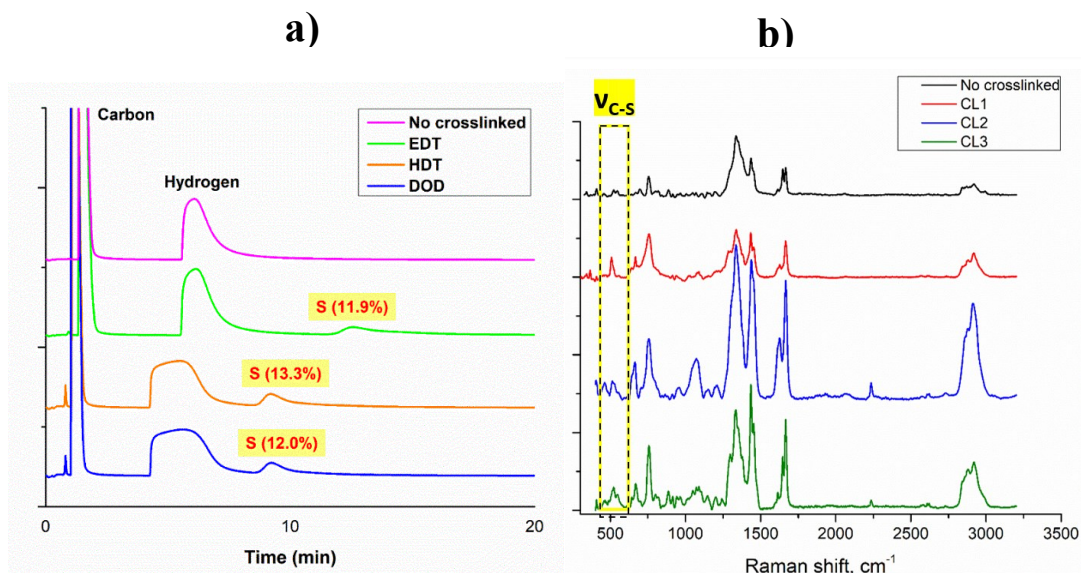 a)
Carbon
Hydrogen
No crosslinked
EDT
HDT
DOD
S (11.9%)
S (13.3%)
S (12.0%)
0
10
20
Time (min)
b)
νC-S
No crosslinked
CL1
CL2
CL3
500
1000
1500
2000
2500
3000
3500
Raman shift, cm⁻¹